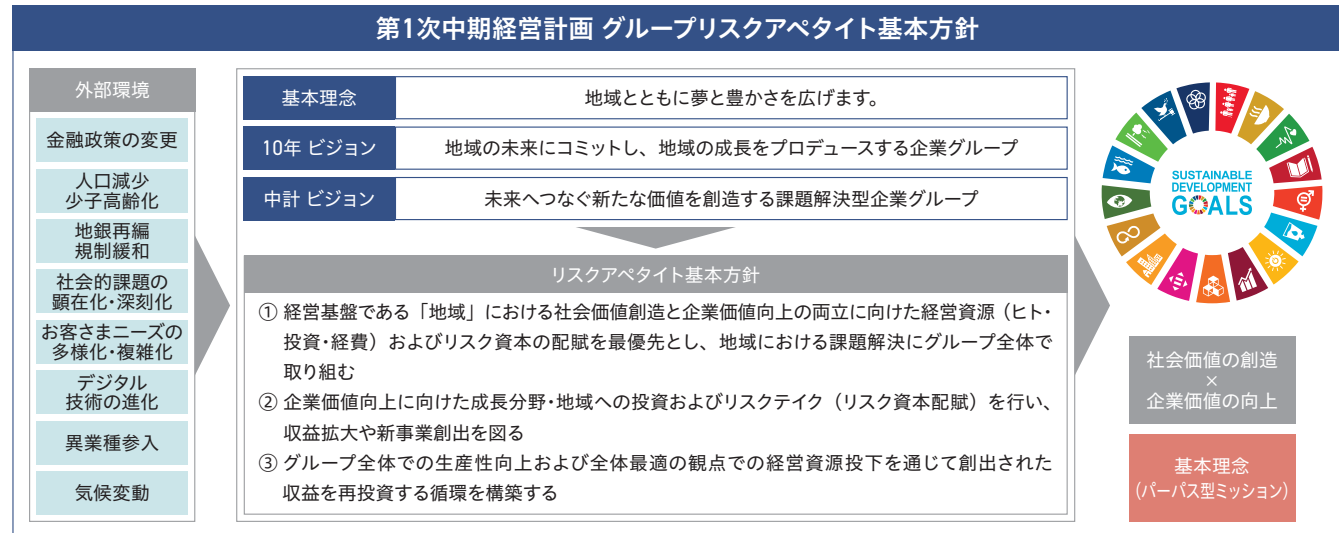 第1次中期経営計画 グループリスクアペタイト基本方針
外部環境
金融政策の変更
人口減少
少子高齢化
地銀再編
規制緩和
社会的課題の
顕在化・深刻化
お客さまニーズの
多様化・複雑化
デジタル
技術の進化
異業種参入
気候変動
基本理念
地域とともに夢と豊かさを広げます。
10年 ビジョン
地域の未来にコミットし、地域の成長をプロデュースする企業グループ
中計 ビジョン
未来へつなぐ新たな価値を創造する課題解決型企業グループ
リスクアペタイト基本方針
① 経営基盤である「地域」における社会価値創造と企業価値向上の両立に向けた経営資源（ヒト・
投資・経費）およびリスク資本の配賦を最優先とし、地域における課題解決にグループ全体で
取り組む
② 企業価値向上に向けた成長分野・地域への投資およびリスクテイク（リスク資本配賦）を行い、
収益拡大や新事業創出を図る
③ グループ全体での生産性向上および全体最適の観点での経営資源投下を通じて創出された
収益を再投資する循環を構築する
SUSTAINABLE
DEVELOPMENT
GOALS
社会価値の創造
×
企業価値の向上
基本理念
（パーパス型ミッション）